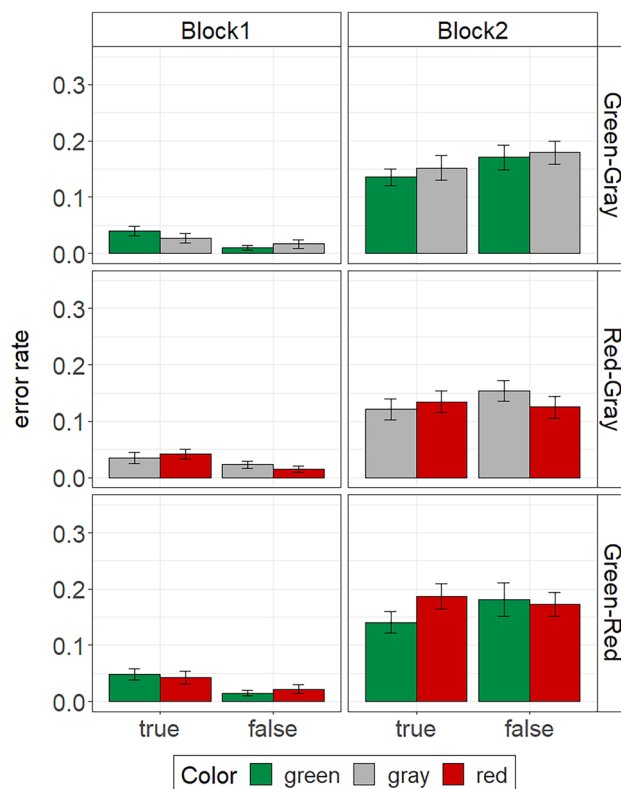 Block1 Block2
0.3
0.2
0.1
0.0
Green-Gray
0.3
0.2
0.1
0.0
Red-Gray
0.3
0.2
0.1
0.0
Green-Red
error rate
true false true false
Color green gray red